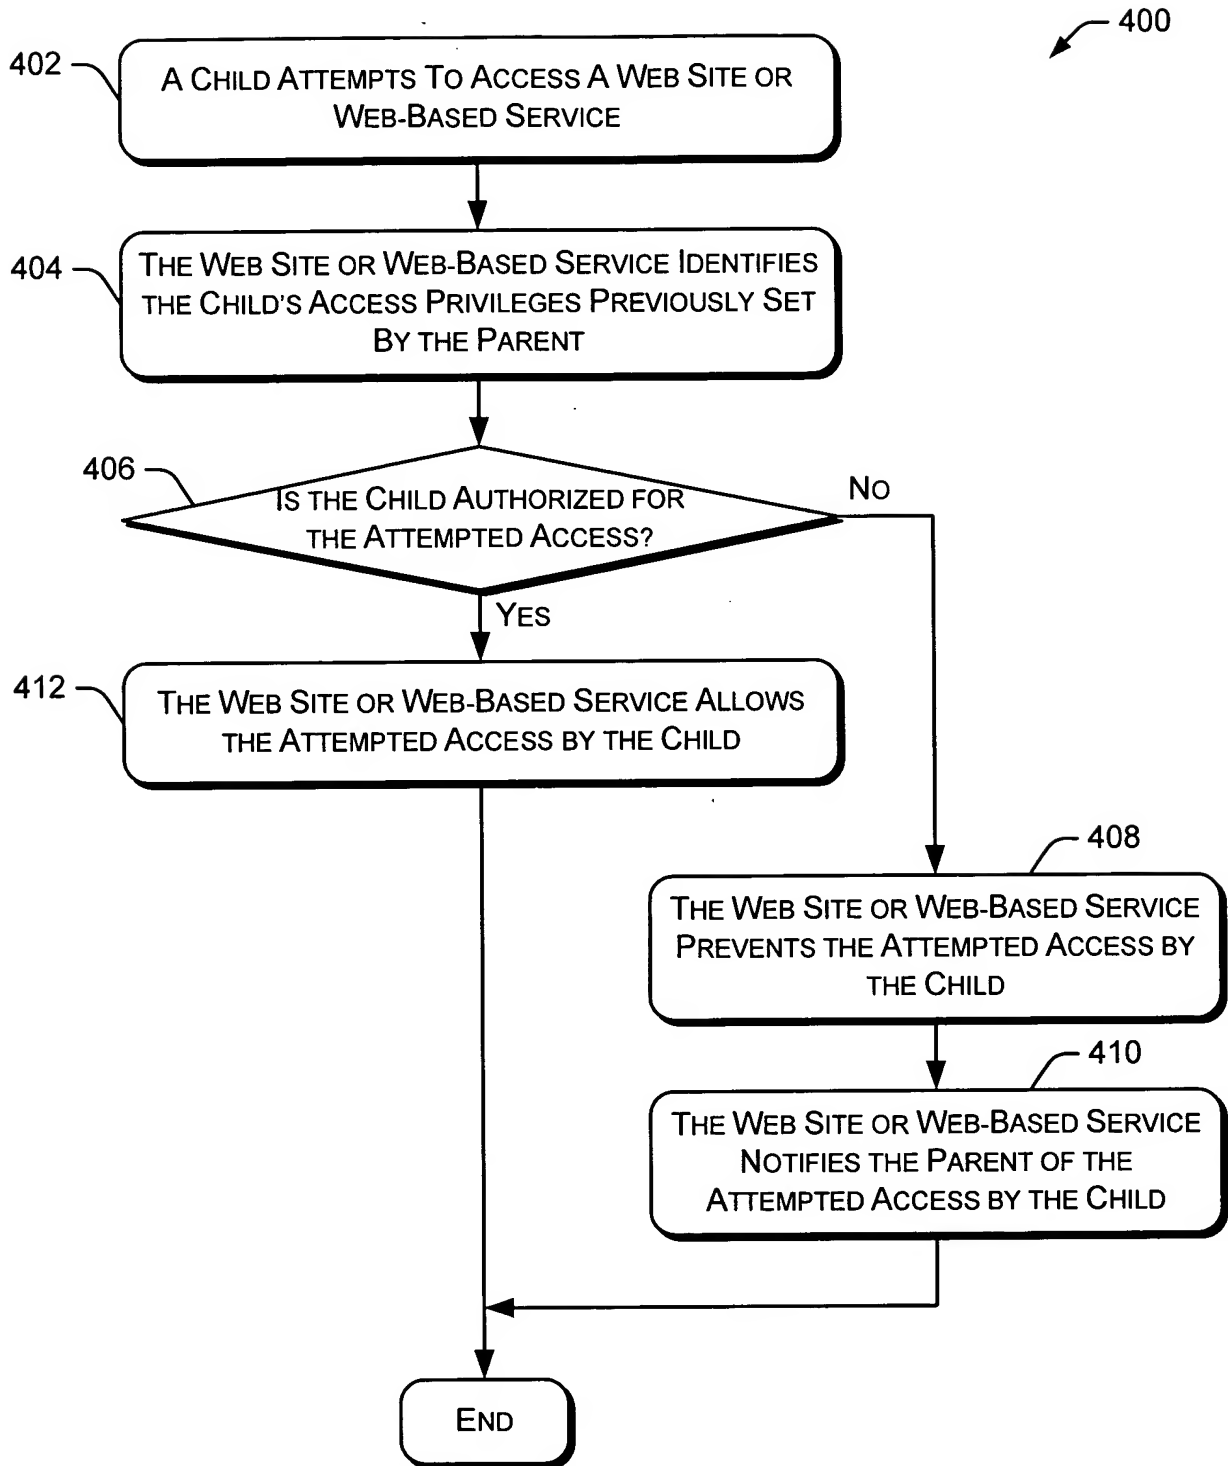 400
402
A CHILD ATTEMPTS TO ACCESS A WEB SITE OR
WEB-BASED SERVICE
404
THE WEB SITE OR WEB-BASED SERVICE IDENTIFIES
THE CHILD'S ACCESS PRIVILEGES PREVIOUSLY SET
BY THE PARENT
406
IS THE CHILD AUTHORIZED FOR
THE ATTEMPTED ACCESS?
NO
YES
412
THE WEB SITE OR WEB-BASED SERVICE ALLOWS
THE ATTEMPTED ACCESS BY THE CHILD
408
THE WEB SITE OR WEB-BASED SERVICE
PREVENTS THE ATTEMPTED ACCESS BY
THE CHILD
410
THE WEB SITE OR WEB-BASED SERVICE
NOTIFIES THE PARENT OF THE
ATTEMPTED ACCESS BY THE CHILD
END